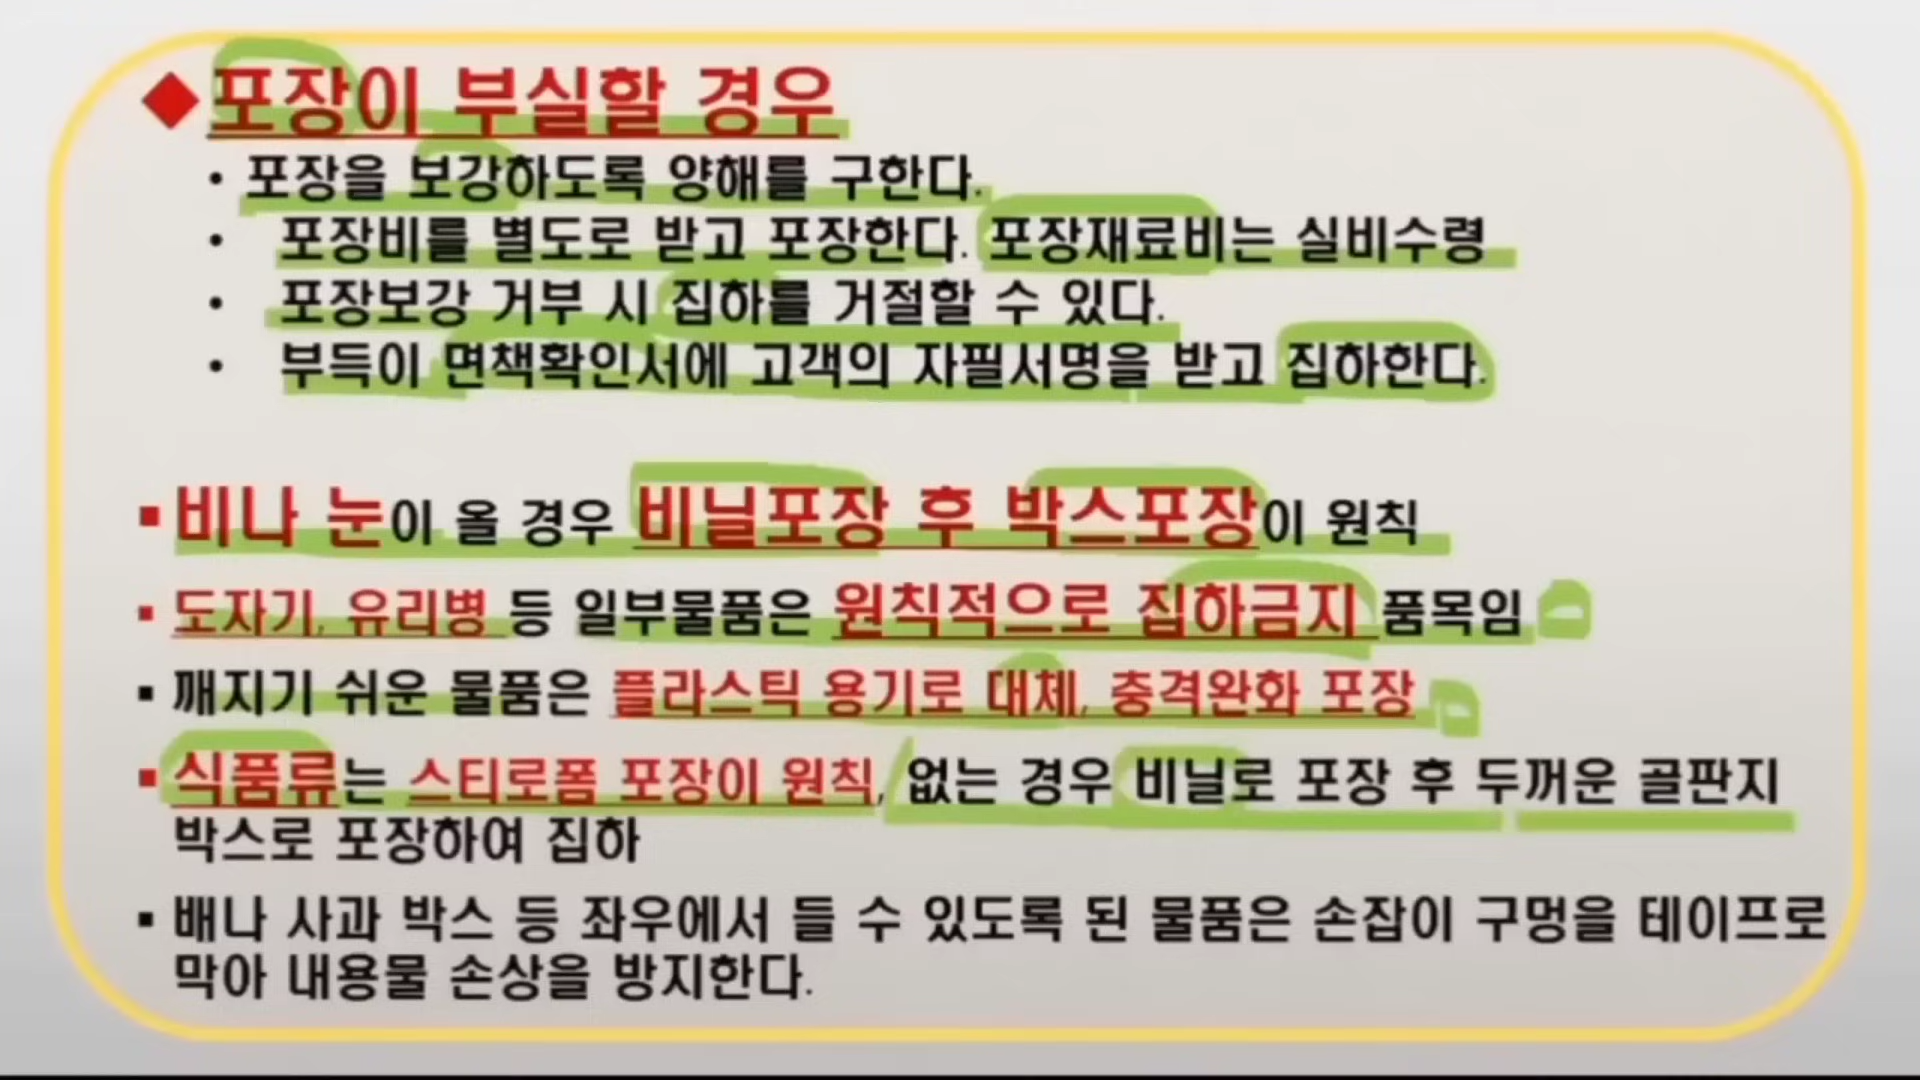 ◆포장이 부실할 경우
• 포장을 보강하도록 양해를 구한다.
• 포장비를 별도로 받고 포장한다. 포장재료비는 실비수령
• 포장보강 거부 시 집하를 거절할 수 있다.
• 부득이 면책확인서에 고객의 자필서명을 받고 집하한다.
▪비나 눈이 올 경우 비닐포장 후 박스포장이 원칙
▪도자기, 유리병 등 일부물품은 원칙적으로 집하금지 품목임
▪깨지기 쉬운 물품은 플라스틱 용기로 대체, 충격완화 포장
▪식품류는 스티로폼 포장이 원칙, 없는 경우 비닐로 포장 후 두꺼운 골판지
박스로 포장하여 집하
▪배나 사과 박스 등 좌우에서 들 수 있도록 된 물품은 손잡이 구멍을 테이프로
막아 내용물 손상을 방지한다.